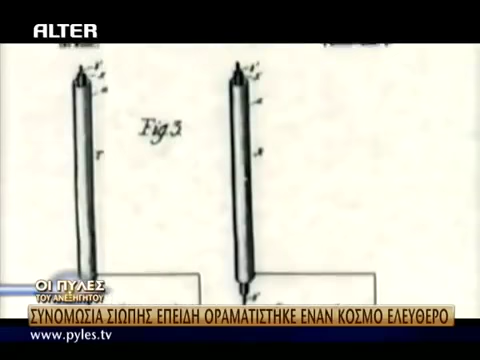 ALTER
Fig 3.
ΟΙ ΠΥΛΕΣ
ΤΟΥ ΑΝΕΞΗΓΗΤΟΥ
ΣΥΝΟΜΩΣΙΑ ΣΙΩΠΗΣ ΕΠΕΙΔΗ ΟΡΑΜΑΤΙΣΤΗΚΕ ΕΝΑΝ ΚΟΣΜΟ ΕΛΕΥΘΕΡΟ
www.pyles.tv